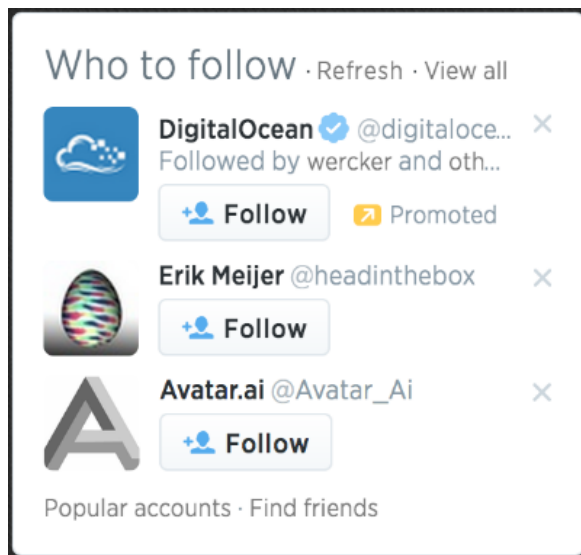 Who to follow · Refresh · View all
DigitalOcean @digitaloce... ×
Followed by wercker and oth...
Follow Promoted
Erik Meijer @headinthebox ×
Follow
Avatar.ai @Avatar_Ai ×
Follow
Popular accounts · Find friends